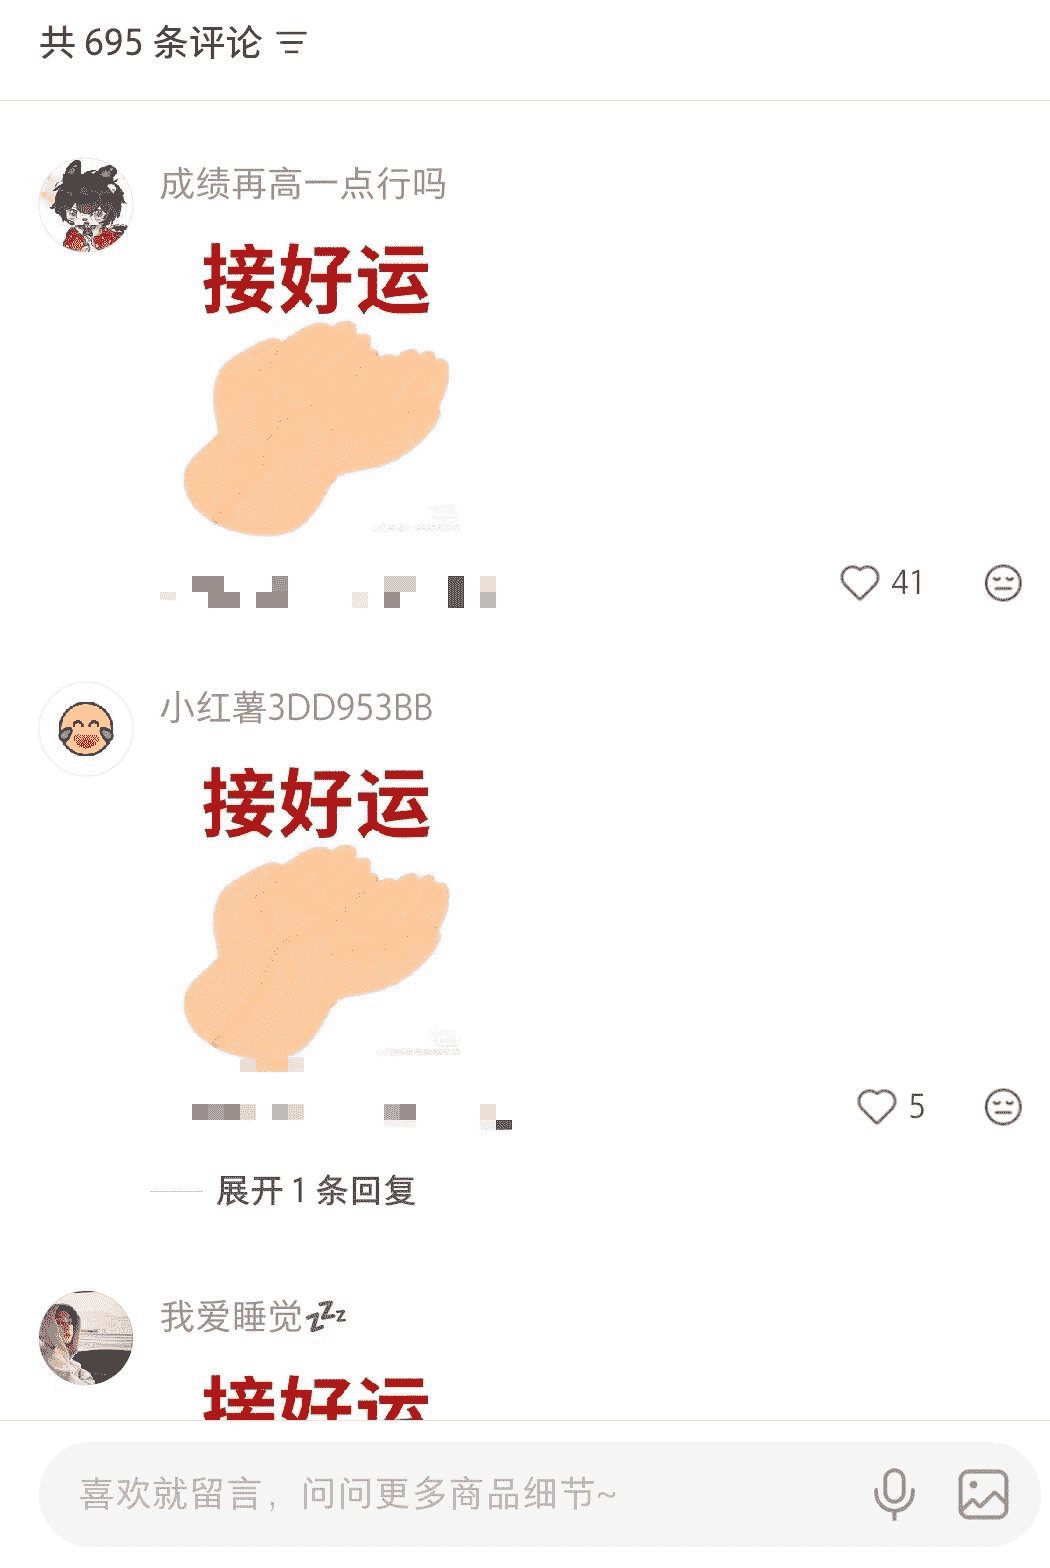 共 695 条评论
成绩再高一点行吗
接好运
41
小红薯3DD953BB
接好运
5
展开 1 条回复
我爱睡觉💤
接好运
喜欢就留言，问问更多商品细节~